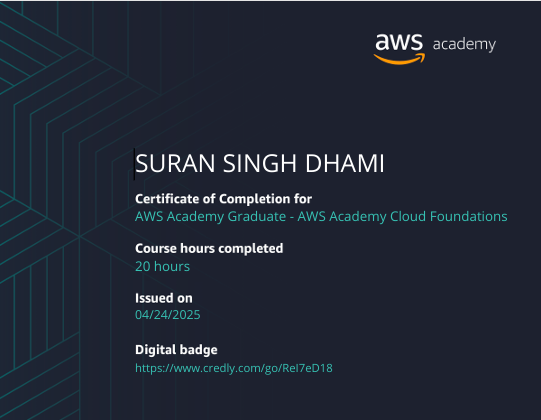 aws academy
SURAN SINGH DHAMI
Certificate of Completion for
AWS Academy Graduate - AWS Academy Cloud Foundations
Course hours completed
20 hours
Issued on
04/24/2025
Digital badge
https://www.credly.com/go/ReI7eD18